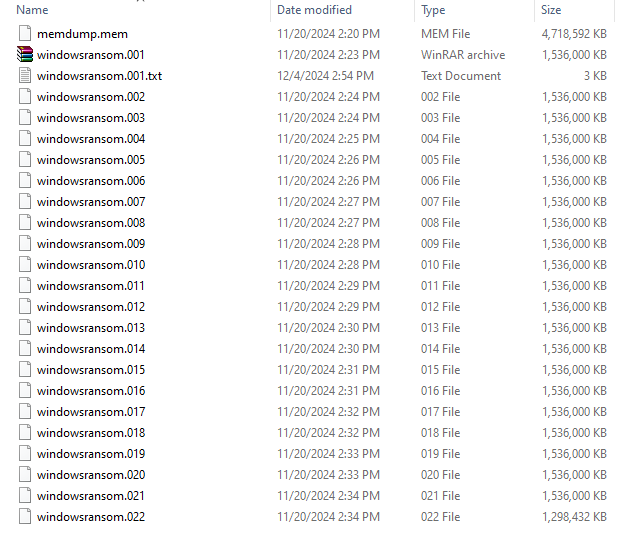 Name Date modified Type Size
memdump.mem 11/20/2024 2:20 PM MEM File 4,718,592 KB
windowsransom.001 11/20/2024 2:23 PM WinRAR archive 1,536,000 KB
windowsransom.001.txt 12/4/2024 2:54 PM Text Document 3 KB
windowsransom.002 11/20/2024 2:24 PM 002 File 1,536,000 KB
windowsransom.003 11/20/2024 2:24 PM 003 File 1,536,000 KB
windowsransom.004 11/20/2024 2:25 PM 004 File 1,536,000 KB
windowsransom.005 11/20/2024 2:26 PM 005 File 1,536,000 KB
windowsransom.006 11/20/2024 2:26 PM 006 File 1,536,000 KB
windowsransom.007 11/20/2024 2:27 PM 007 File 1,536,000 KB
windowsransom.008 11/20/2024 2:27 PM 008 File 1,536,000 KB
windowsransom.009 11/20/2024 2:28 PM 009 File 1,536,000 KB
windowsransom.010 11/20/2024 2:28 PM 010 File 1,536,000 KB
windowsransom.011 11/20/2024 2:29 PM 011 File 1,536,000 KB
windowsransom.012 11/20/2024 2:29 PM 012 File 1,536,000 KB
windowsransom.013 11/20/2024 2:30 PM 013 File 1,536,000 KB
windowsransom.014 11/20/2024 2:30 PM 014 File 1,536,000 KB
windowsransom.015 11/20/2024 2:31 PM 015 File 1,536,000 KB
windowsransom.016 11/20/2024 2:31 PM 016 File 1,536,000 KB
windowsransom.017 11/20/2024 2:32 PM 017 File 1,536,000 KB
windowsransom.018 11/20/2024 2:32 PM 018 File 1,536,000 KB
windowsransom.019 11/20/2024 2:33 PM 019 File 1,536,000 KB
windowsransom.020 11/20/2024 2:33 PM 020 File 1,536,000 KB
windowsransom.021 11/20/2024 2:34 PM 021 File 1,536,000 KB
windowsransom.022 11/20/2024 2:34 PM 022 File 1,298,432 KB